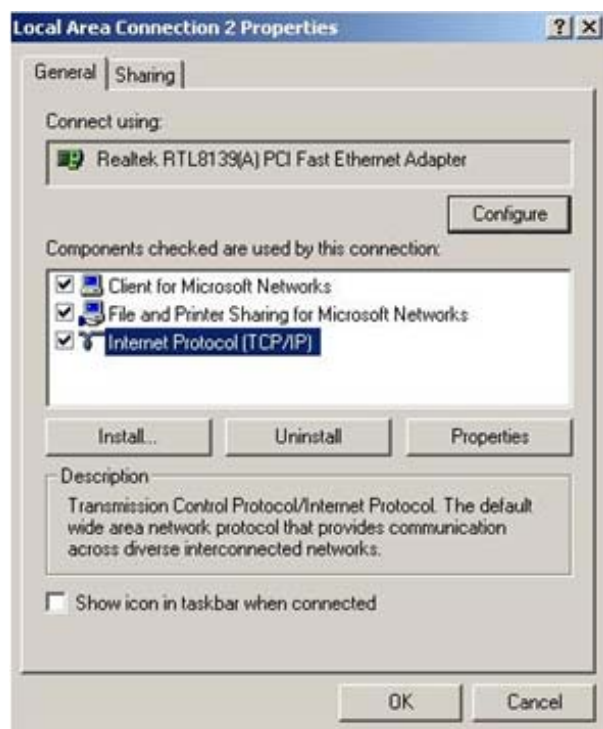 Local Area Connection 2 Properties
General
Sharing
Connect using:
Realtek RTL8139(A) PCI Fast Ethernet Adapter
Configure
Components checked are used by this connection:
Client for Microsoft Networks
File and Printer Sharing for Microsoft Networks
Internet Protocol (TCP/IP)
Install...
Uninstall
Properties
Description
Transmission Control Protocol/Internet Protocol. The default
wide area network protocol that provides communication
across diverse interconnected networks.
Show icon in taskbar when connected
OK
Cancel